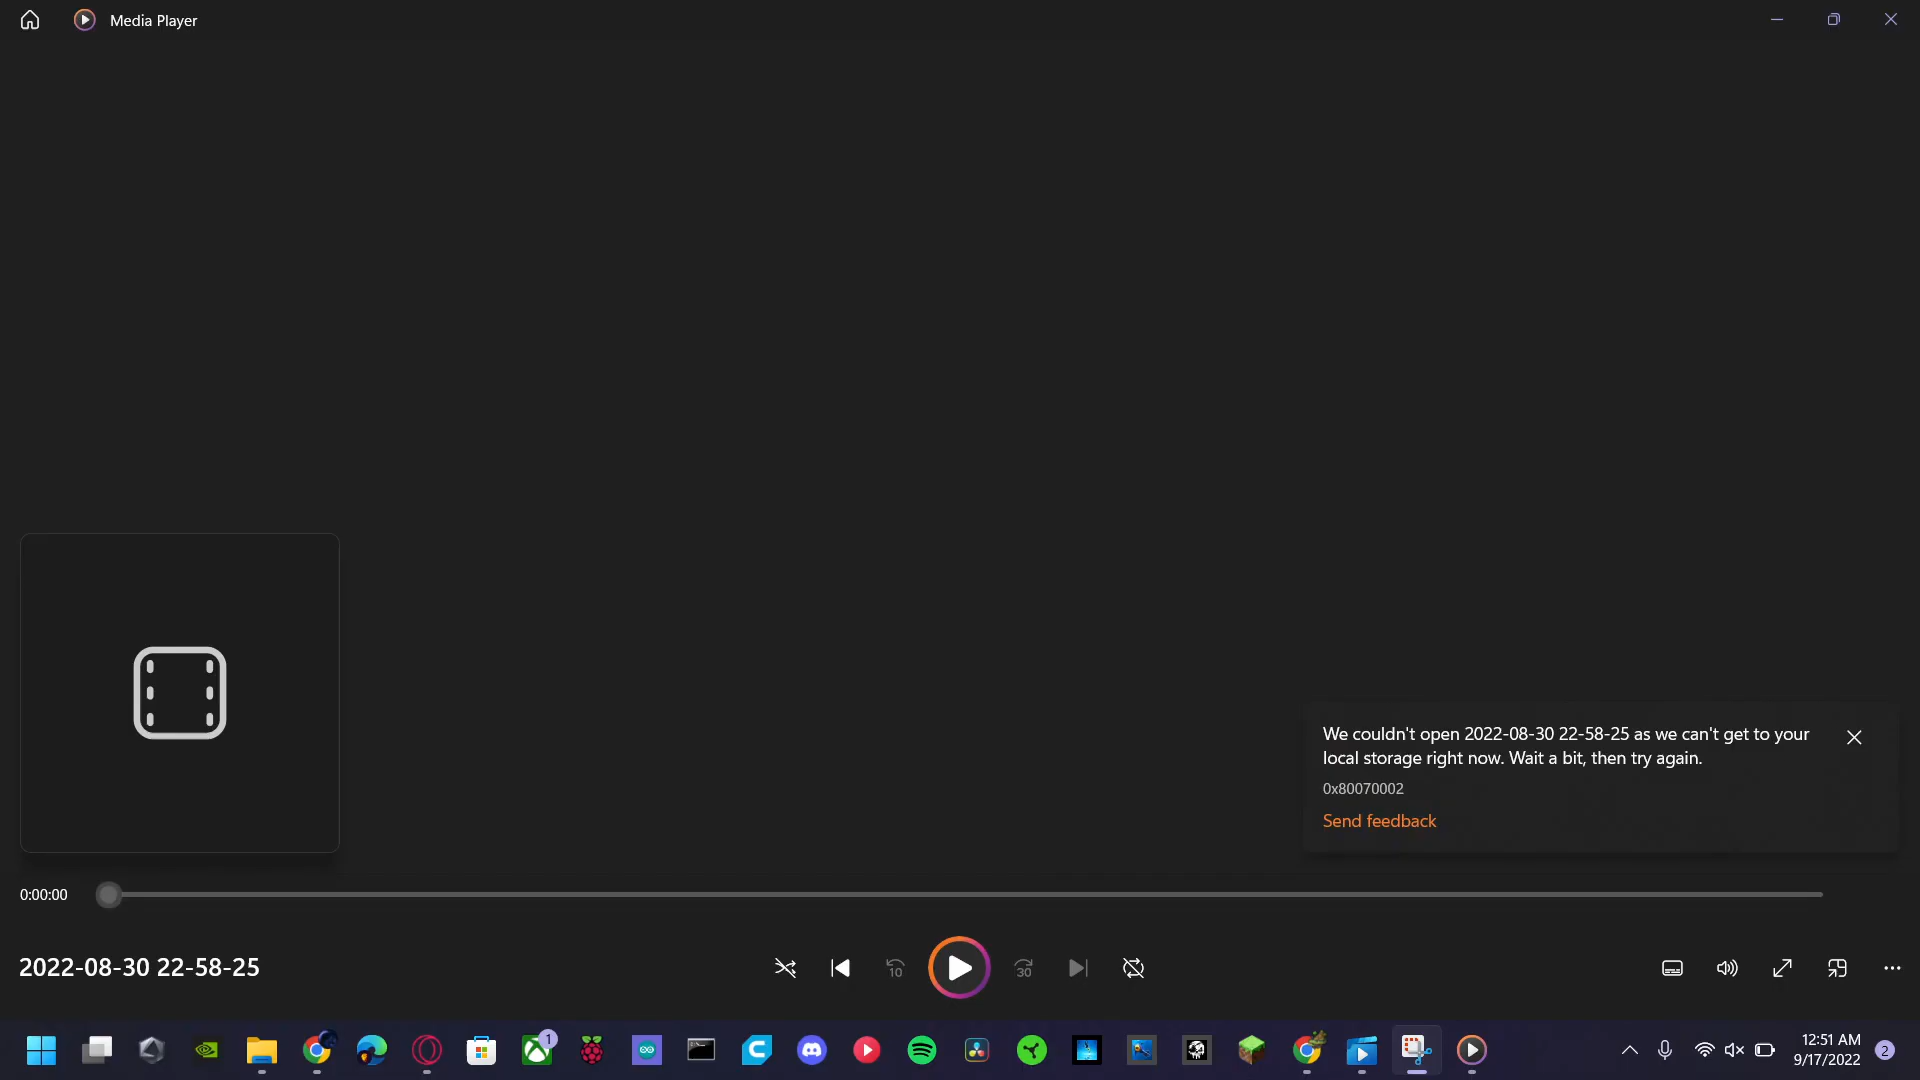 Media Player
We couldn't open 2022-08-30 22-58-25 as we can't get to your
local storage right now. Wait a bit, then try again.
0x80070002
Send feedback
0:00:00
2022-08-30 22-58-25
10
30
1
12:51 AM
9/17/2022
2